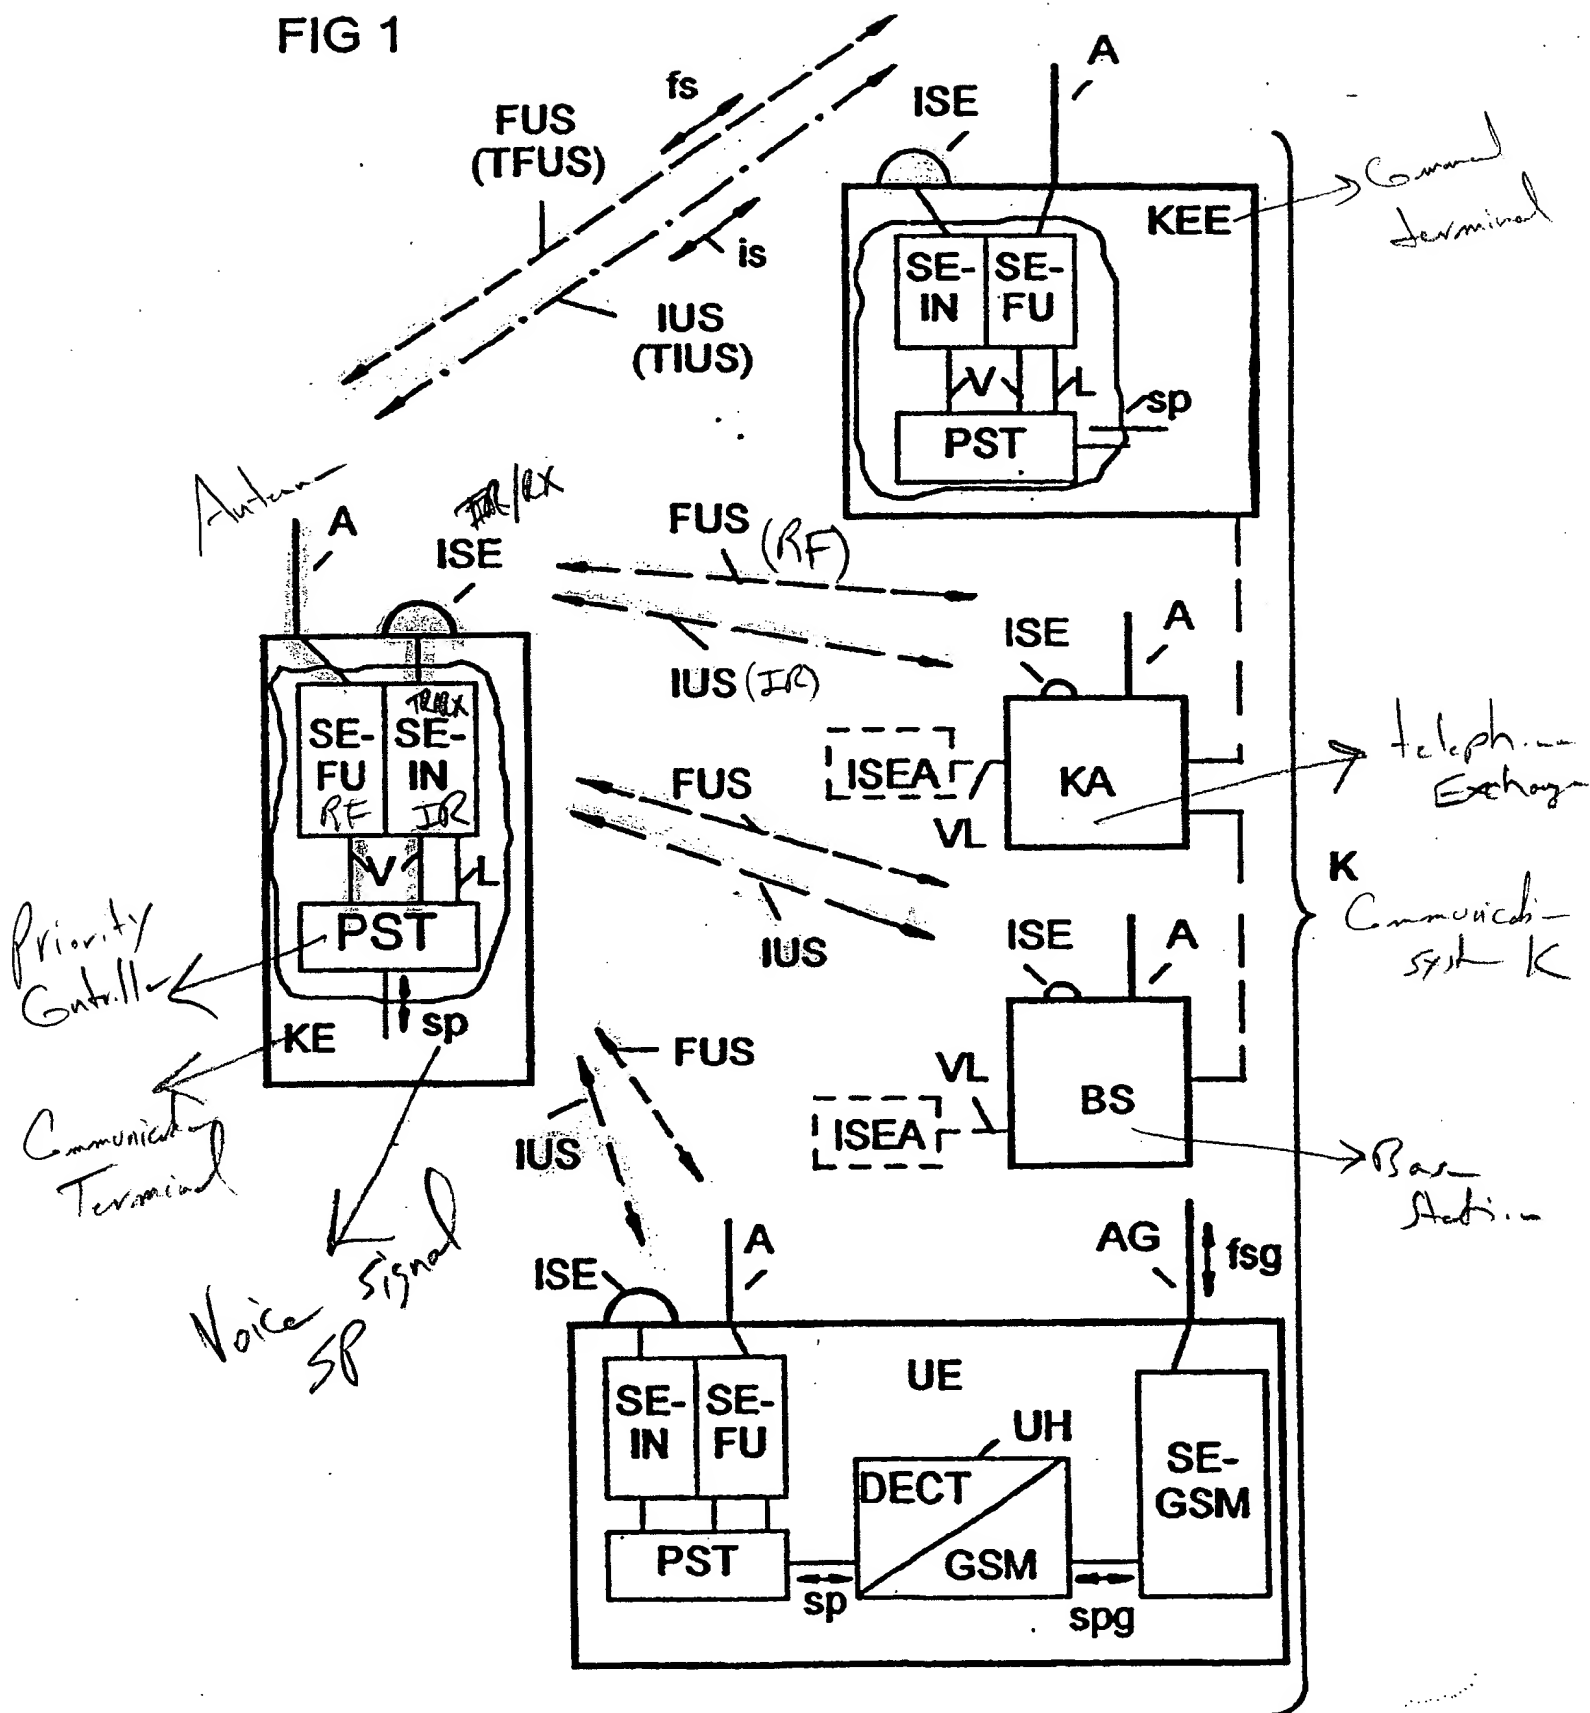 FIG 1
fs
FUS
(TFUS)
is
IUS
(TIUS)
A
ISE
KEE
terminal
SE-
IN
SE-
FU
V
L
sp
PST
A
ISE
SE-
FU
RF
SE-
IN
IR
V
L
PST
sp
KE
Priority
Controller
Terminal
Voice Signal
SP
FUS (RF)
IUS (IR)
ISE
A
ISEA
VL
KA
telephone
Exchange
FUS
IUS
K
Communication
system K
ISE
A
VL
ISEA
BS
Base
Station
FUS
IUS
ISE
A
AG
fsg
UE
SE-
IN
SE-
FU
PST
sp
UH
DECT
GSM
spg
SE-
GSM